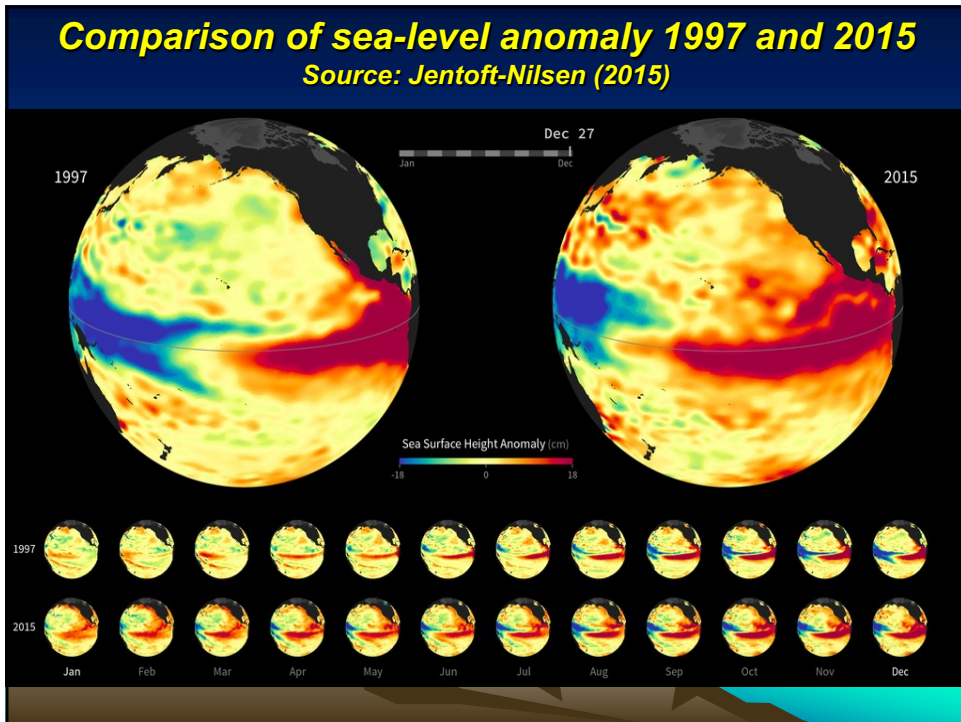 Comparison of sea-level anomaly 1997 and 2015
Source: Jentoft-Nilsen (2015)
Dec 27
Jan Dec
1997 2015
Sea Surface Height Anomaly (cm)
-18 0 18
1997
2015
Jan Feb Mar Apr May Jun Jul Aug Sep Oct Nov Dec